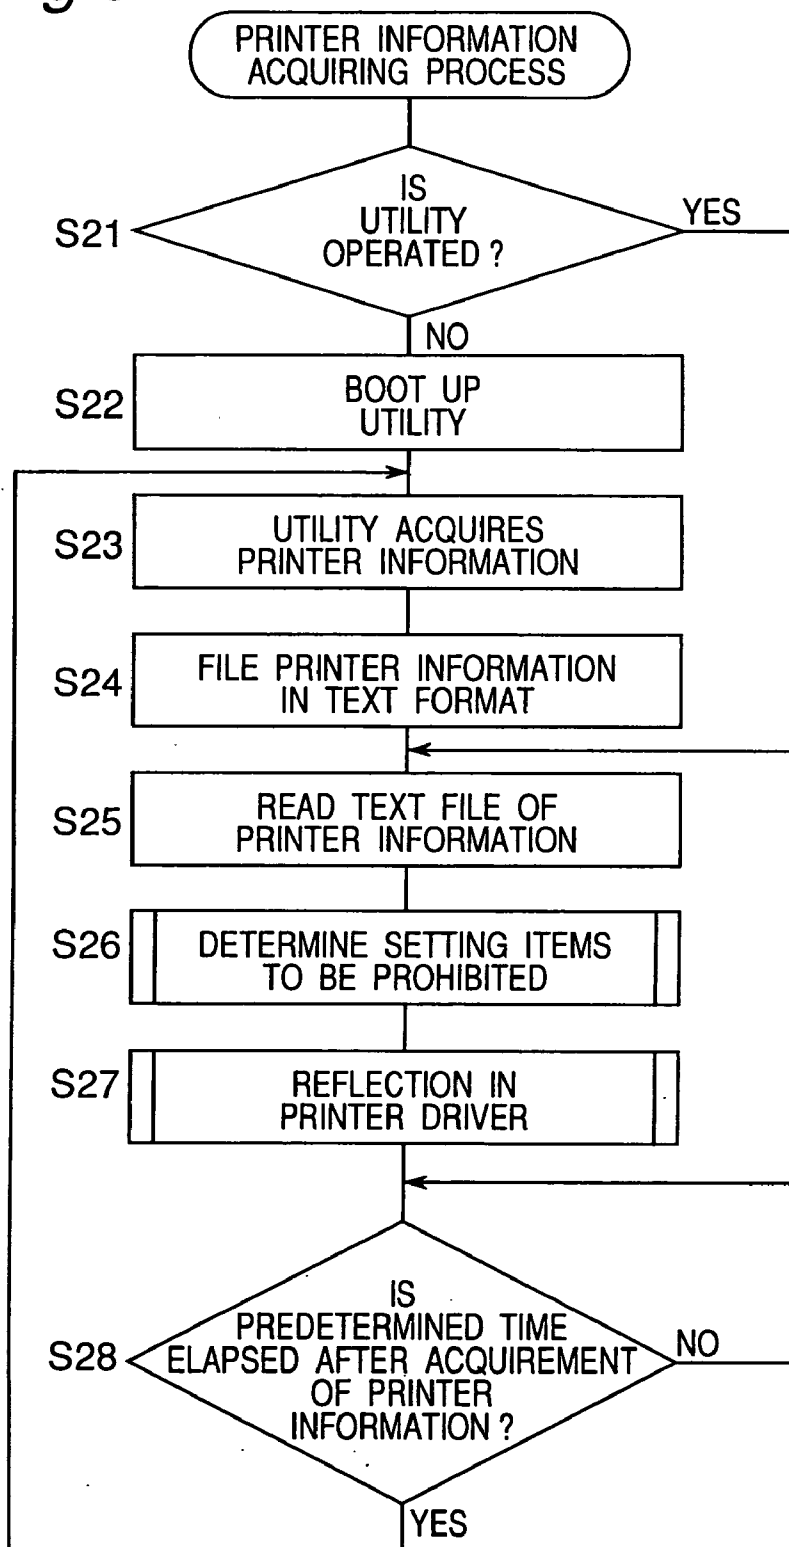 PRINTER INFORMATION
ACQUIRING PROCESS
S21
IS
UTILITY
OPERATED ?
YES
NO
S22
BOOT UP
UTILITY
S23
UTILITY ACQUIRES
PRINTER INFORMATION
S24
FILE PRINTER INFORMATION
IN TEXT FORMAT
S25
READ TEXT FILE OF
PRINTER INFORMATION
S26
DETERMINE SETTING ITEMS
TO BE PROHIBITED
S27
REFLECTION IN
PRINTER DRIVER
S28
IS
PREDETERMINED TIME
ELAPSED AFTER ACQUIREMENT
OF PRINTER
INFORMATION ?
NO
YES